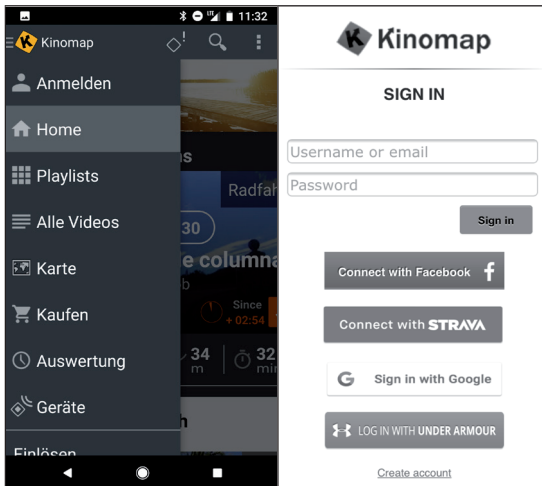 11:32
Kinomap
Anmelden
Home
Playlists
Alle Videos
Karte
Kaufen
Auswertung
Geräte
Einlösen
Radfah
30
e column
Since
+ 02:54
34
m
32
min
h
Kinomap
SIGN IN
Username or email
Password
Sign in
Connect with Facebook
Connect with STRAVA
Sign in with Google
LOG IN WITH UNDER ARMOUR
Create account